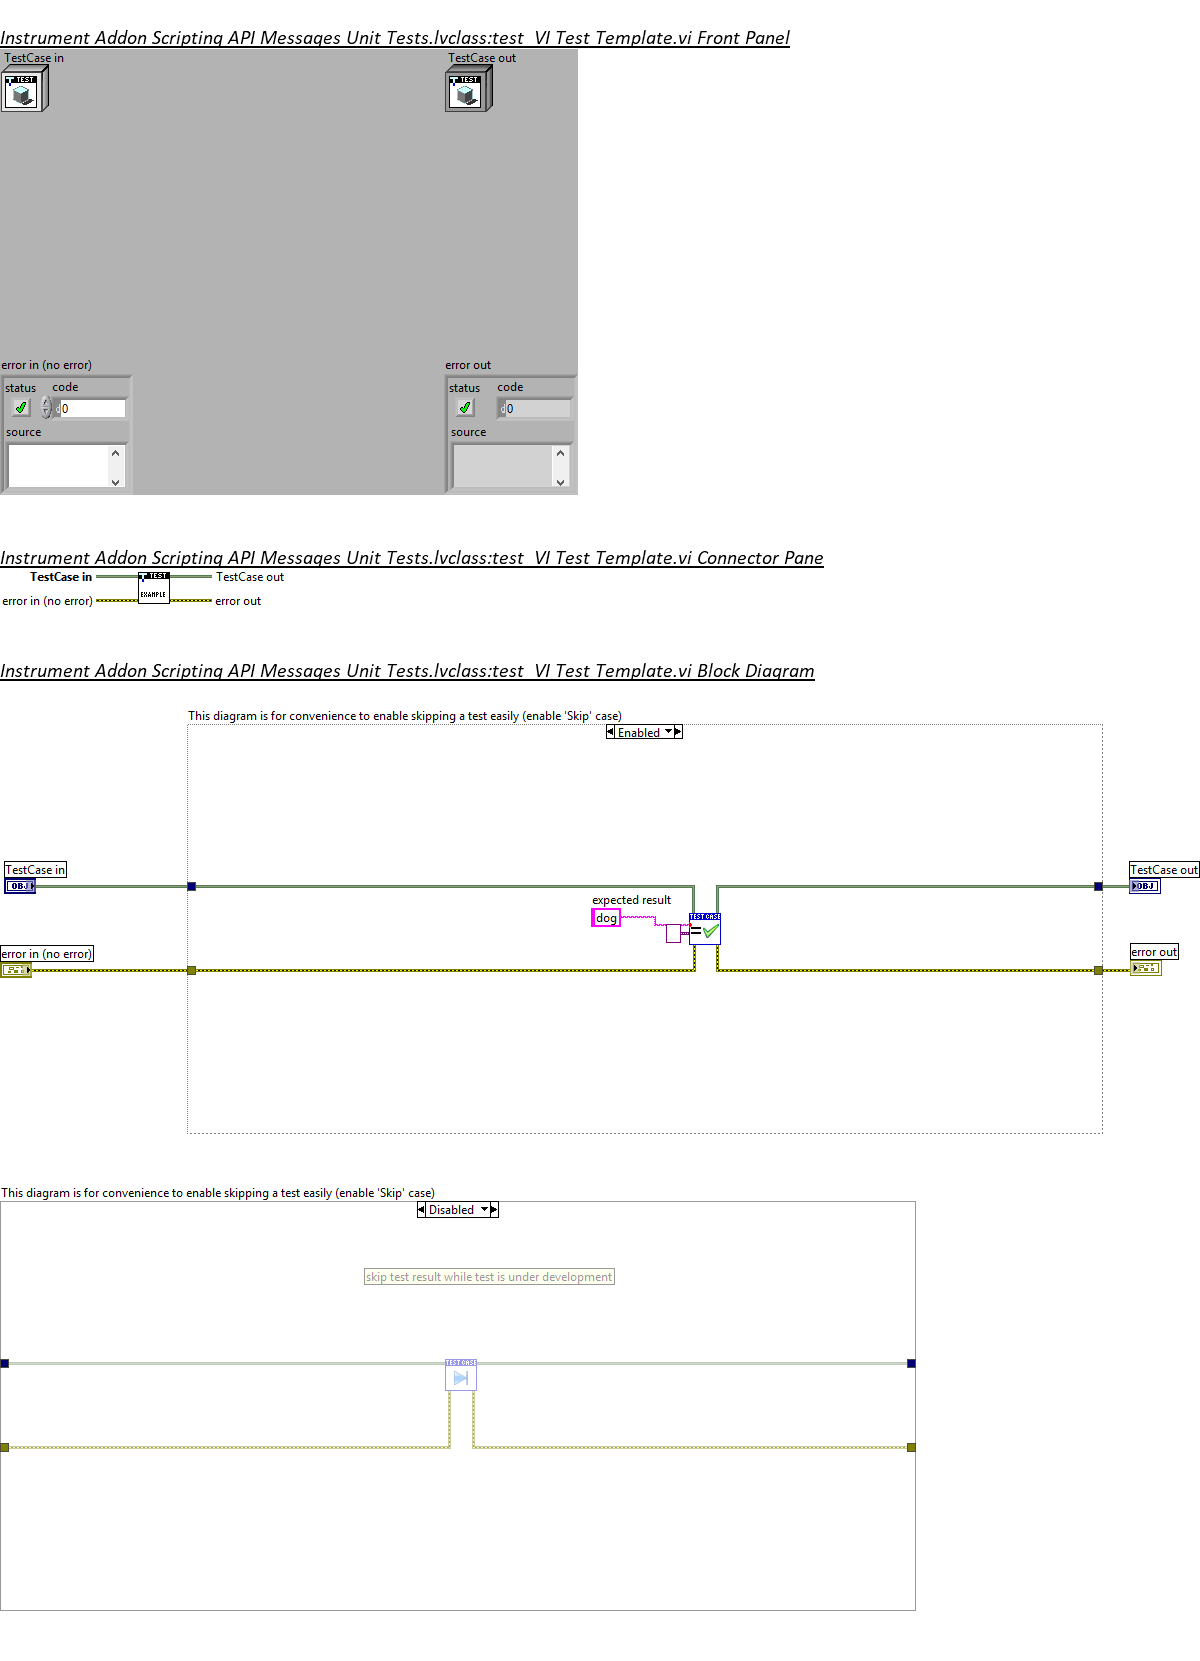 Instrument Addon Scripting API Messages Unit Tests.lvclass:test  VI Test Template.vi Front Panel
TestCase in
TestCase out
TEST
TEST
error in (no error)
error out
status
code
status
code
d
0
d
0
source
source
Instrument Addon Scripting API Messages Unit Tests.lvclass:test  VI Test Template.vi Connector Pane
TestCase in
TEST
TestCase out
error in (no error)
EXAMPLE
error out
Instrument Addon Scripting API Messages Unit Tests.lvclass:test  VI Test Template.vi Block Diagram
This diagram is for convenience to enable skipping a test easily (enable 'Skip' case)
Enabled
TestCase in
TestCase out
OBJ
OBJ
expected result
dog
TEST CASE
=
error in (no error)
error out
This diagram is for convenience to enable skipping a test easily (enable 'Skip' case)
Disabled
skip test result while test is under development
TEST CASE